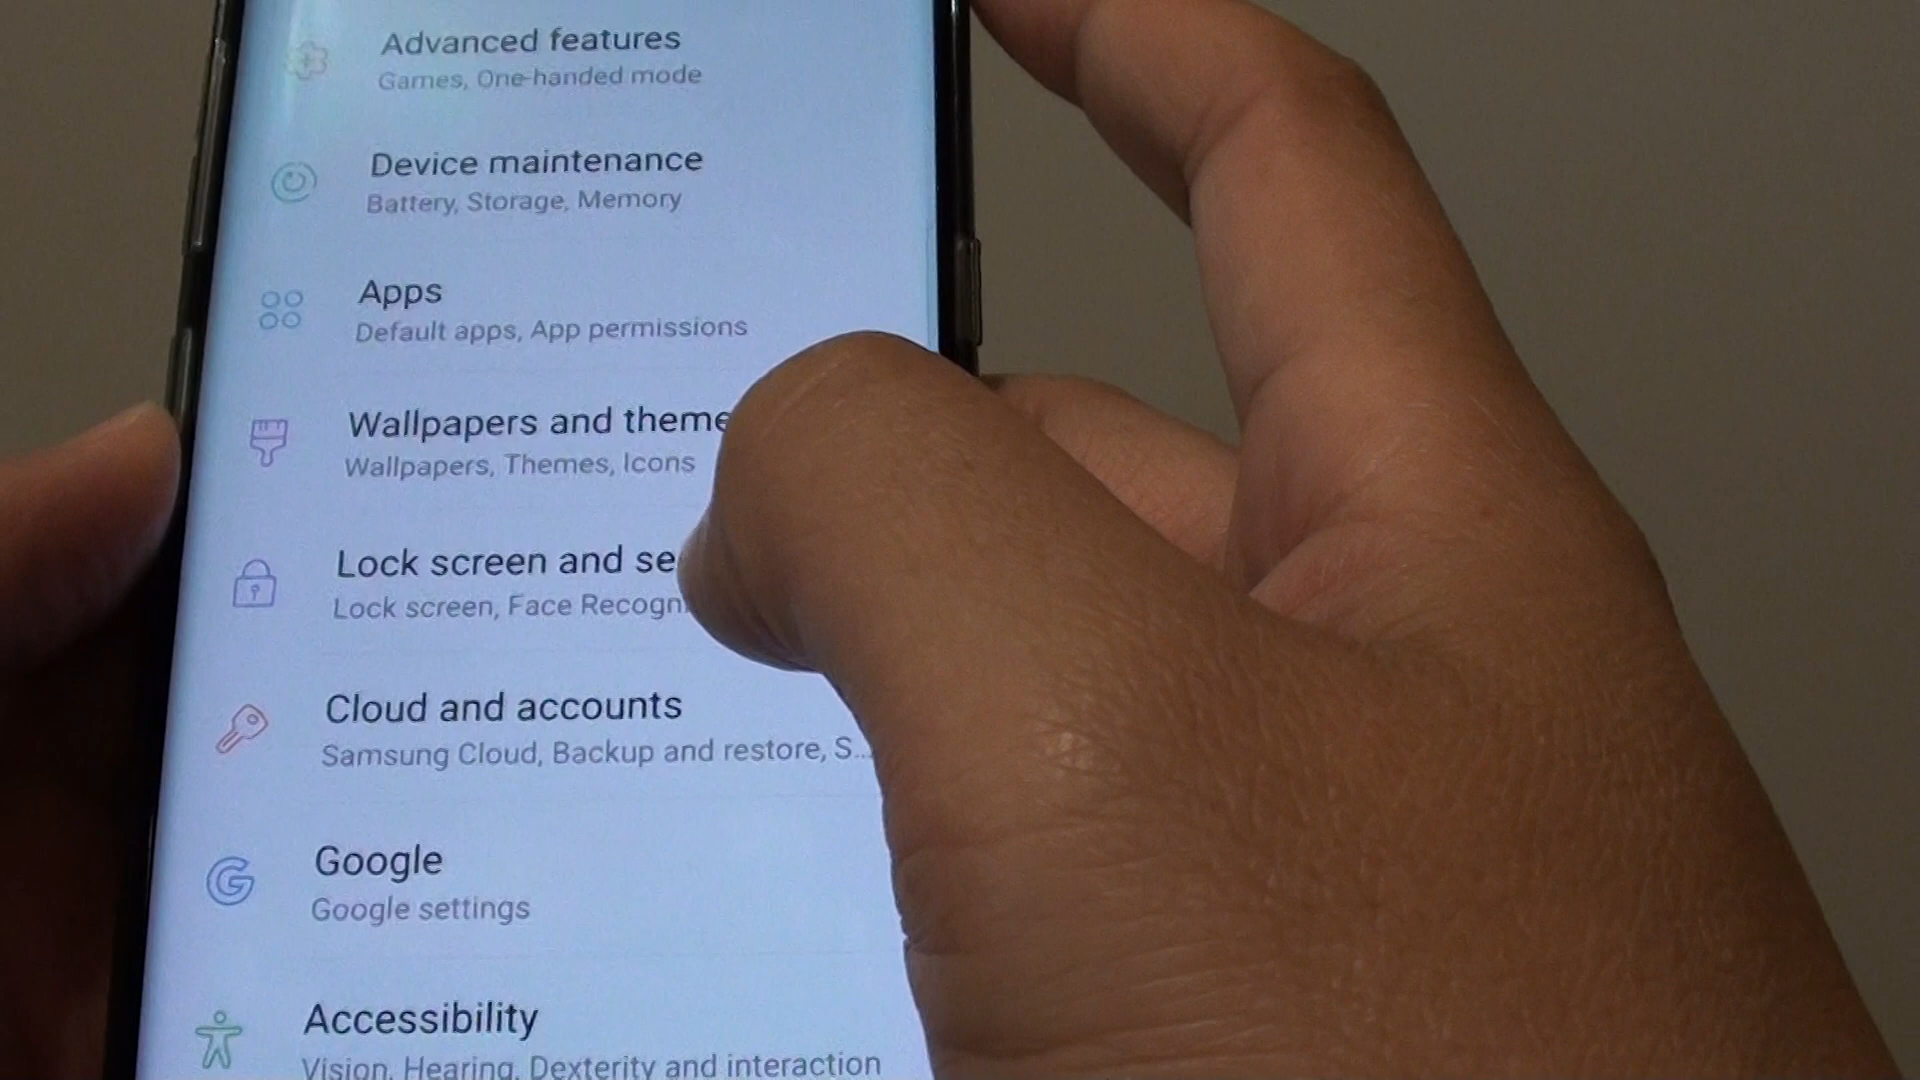 Advanced features
Games, One-handed mode
Device maintenance
Battery, Storage, Memory
Apps
Default apps, App permissions
Wallpapers and theme
Wallpapers, Themes, Icons
Lock screen and se
Lock screen, Face Recogn
Cloud and accounts
Samsung Cloud, Backup and restore, S...
Google
Google settings
Accessibility
Vision, Hearing, Dexterity and interaction